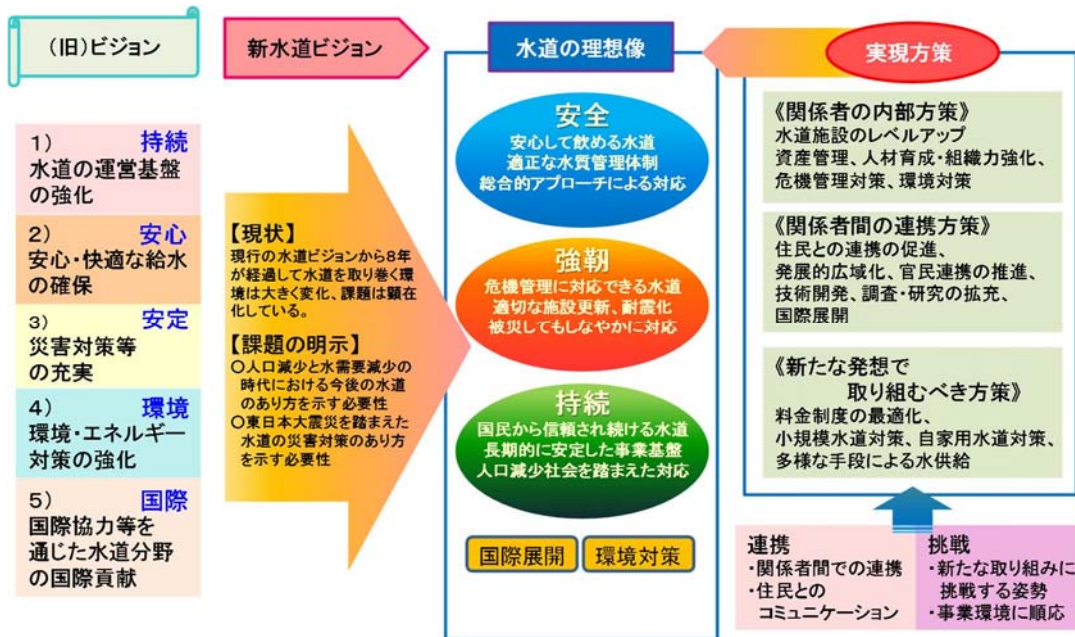 (旧)ビジョン
新水道ビジョン
水道の理想像
実現方策
1) 持続
水道の運営基盤
の強化
2) 安心
安心・快適な給水
の確保
3) 安定
災害対策等
の充実
4) 環境
環境・エネルギー
対策の強化
5) 国際
国際協力等を
通じた水道分野
の国際貢献
【現状】
現行の水道ビジョンから8年
が経過して水道を取り巻く環
境は大きく変化、課題は顕在
化している。
【課題の明示】
○人口減少と水需要減少の
時代における今後の水道
のあり方を示す必要性
○東日本大震災を踏まえた
水道の災害対策のあり方
を示す必要性
安全
安心して飲める水道
適正な水質管理体制
総合的アプローチによる対応
強靭
危機管理に対応できる水道
適切な施設更新、耐震化
被災してもしなやかに対応
持続
国民から信頼され続ける水道
長期的に安定した事業基盤
人口減少社会を踏まえた対応
国際展開
環境対策
《関係者の内部方策》
水道施設のレベルアップ
資産管理、人材育成・組織力強化、
危機管理対策、環境対策
《関係者間の連携方策》
住民との連携の促進、
発展的広域化、官民連携の推進、
技術開発、調査・研究の拡充、
国際展開
《新たな発想で
取り組むべき方策》
料金制度の最適化、
小規模水道対策、自家用水道対策、
多様な手段による水供給
連携
・関係者間での連携
・住民との
コミュニケーション
挑戦
・新たな取り組みに
挑戦する姿勢
・事業環境に順応